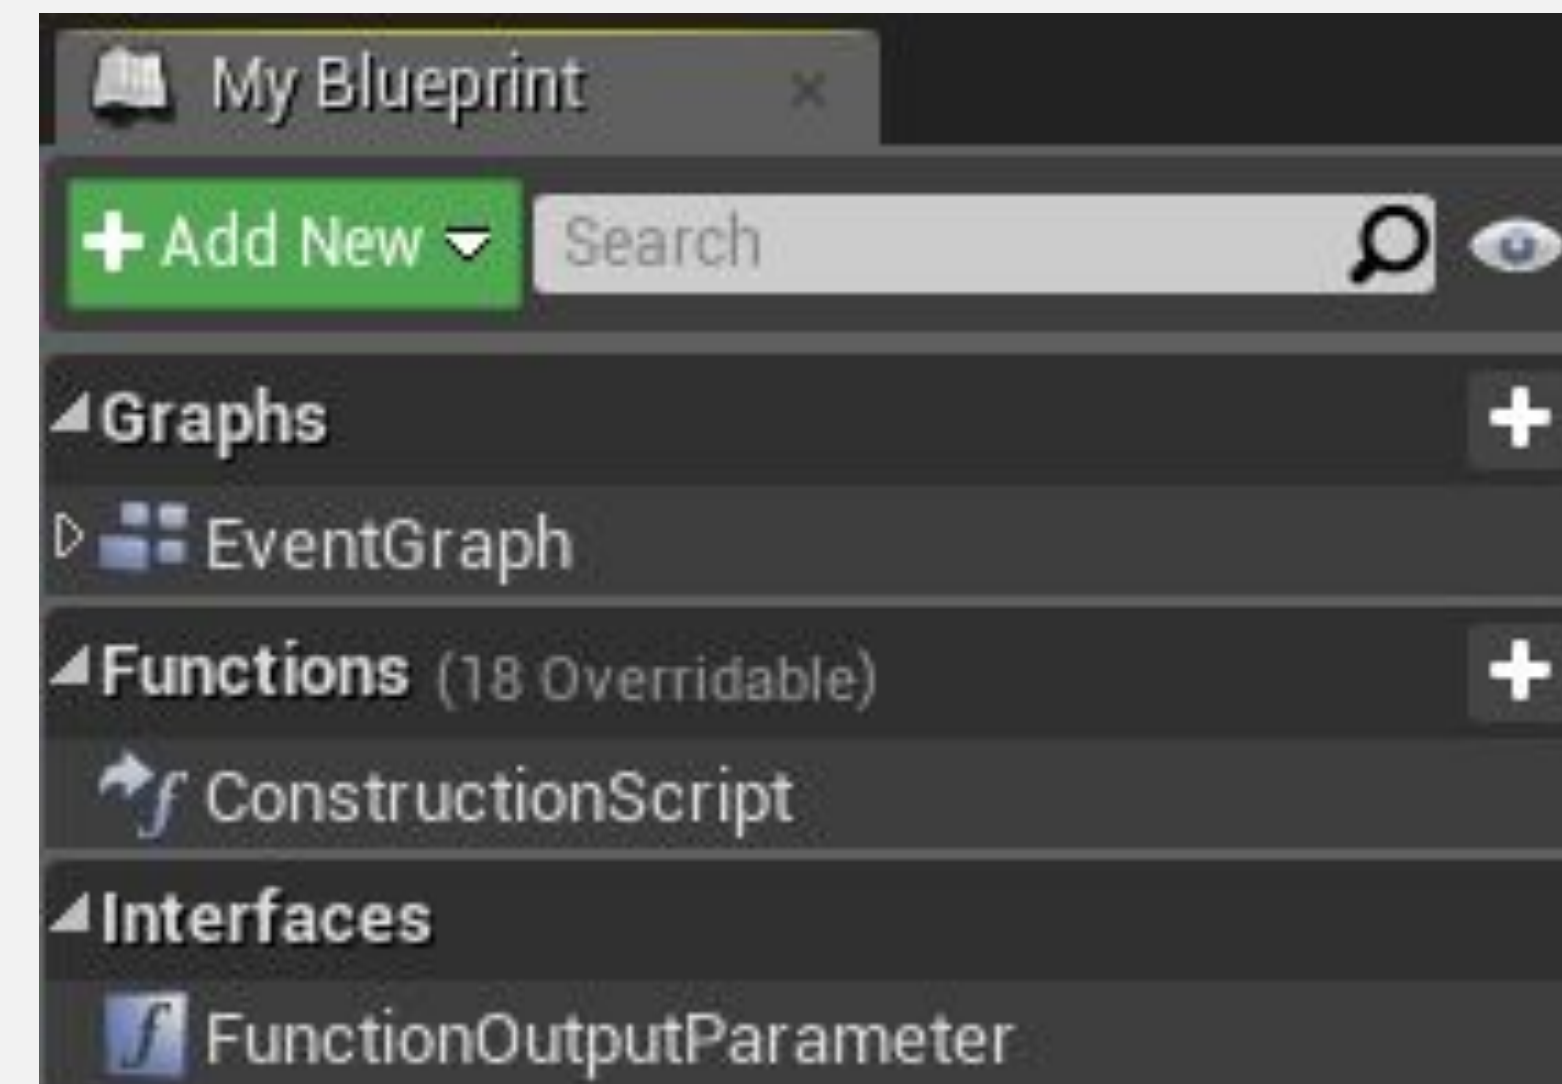 My Blueprint
Add New Search
Graphs
EventGraph
Functions (18 Overridable)
ConstructionScript
Interfaces
FunctionOutputParameter